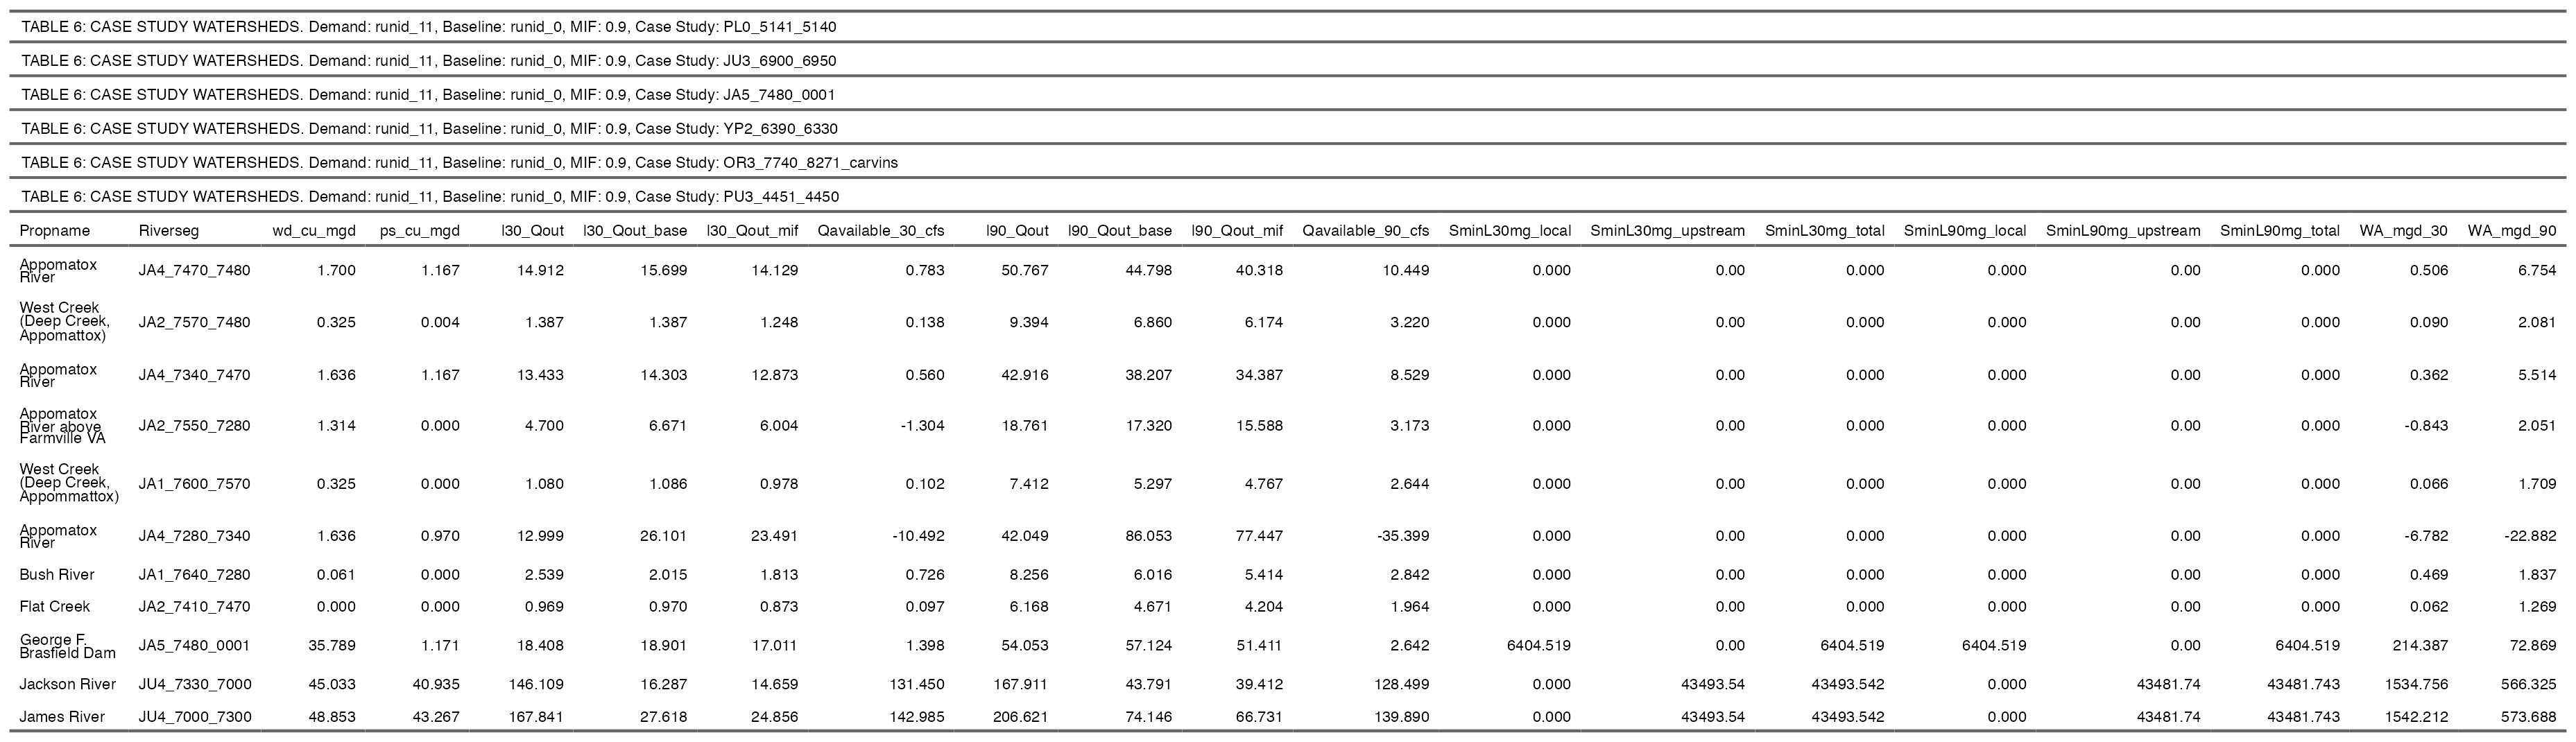 TABLE 6: CASE STUDY WATERSHEDS. Demand: runid_11, Baseline: runid_0, MIF: 0.9, Case Study: PL0_5141_5140
TABLE 6: CASE STUDY WATERSHEDS. Demand: runid_11, Baseline: runid_0, MIF: 0.9, Case Study: JU3_6900_6950
TABLE 6: CASE STUDY WATERSHEDS. Demand: runid_11, Baseline: runid_0, MIF: 0.9, Case Study: JA5_7480_0001
TABLE 6: CASE STUDY WATERSHEDS. Demand: runid_11, Baseline: runid_0, MIF: 0.9, Case Study: YP2_6390_6330
TABLE 6: CASE STUDY WATERSHEDS. Demand: runid_11, Baseline: runid_0, MIF: 0.9, Case Study: OR3_7740_8271_carvins
TABLE 6: CASE STUDY WATERSHEDS. Demand: runid_11, Baseline: runid_0, MIF: 0.9, Case Study: PU3_4451_4450
Propname Riverseg wd_cu_mgd ps_cu_mgd l30_Qout l30_Qout_base l30_Qout_mif Qavailable_30_cfs l90_Qout l90_Qout_base l90_Qout_mif Qavailable_90_cfs SminL30mg_local SminL30mg_upstream SminL30mg_total SminL90mg_local SminL90mg_upstream SminL90mg_total WA_mgd_30 WA_mgd_90
Appomatox
River JA4_7470_7480 1.700 1.167 14.912 15.699 14.129 0.783 50.767 44.798 40.318 10.449 0.000 0.00 0.000 0.000 0.00 0.000 0.506 6.754
West Creek
(Deep Creek, JA2_7570_7480 0.325 0.004 1.387 1.387 1.248 0.138 9.394 6.860 6.174 3.220 0.000 0.00 0.000 0.000 0.00 0.000 0.090 2.081
Appomattox)
Appomatox
River JA4_7340_7470 1.636 1.167 13.433 14.303 12.873 0.560 42.916 38.207 34.387 8.529 0.000 0.00 0.000 0.000 0.00 0.000 0.362 5.514
Appomatox
River above JA2_7550_7280 1.314 0.000 4.700 6.671 6.004 -1.304 18.761 17.320 15.588 3.173 0.000 0.00 0.000 0.000 0.00 0.000 -0.843 2.051
Farmville VA
West Creek
(Deep Creek, JA1_7600_7570 0.325 0.000 1.080 1.086 0.978 0.102 7.412 5.297 4.767 2.644 0.000 0.00 0.000 0.000 0.00 0.000 0.066 1.709
Appommattox)
Appomatox
River JA4_7280_7340 1.636 0.970 12.999 26.101 23.491 -10.492 42.049 86.053 77.447 -35.399 0.000 0.00 0.000 0.000 0.00 0.000 -6.782 -22.882
Bush River JA1_7640_7280 0.061 0.000 2.539 2.015 1.813 0.726 8.256 6.016 5.414 2.842 0.000 0.00 0.000 0.000 0.00 0.000 0.469 1.837
Flat Creek JA2_7410_7470 0.000 0.000 0.969 0.970 0.873 0.097 6.168 4.671 4.204 1.964 0.000 0.00 0.000 0.000 0.00 0.000 0.062 1.269
George F.
Brasfield Dam JA5_7480_0001 35.789 1.171 18.408 18.901 17.011 1.398 54.053 57.124 51.411 2.642 6404.519 0.00 6404.519 6404.519 0.00 6404.519 214.387 72.869
Jackson River JU4_7330_7000 45.033 40.935 146.109 16.287 14.659 131.450 167.911 43.791 39.412 128.499 0.000 43493.54 43493.542 0.000 43481.74 43481.743 1534.756 566.325
James River JU4_7000_7300 48.853 43.267 167.841 27.618 24.856 142.985 206.621 74.146 66.731 139.890 0.000 43493.54 43493.542 0.000 43481.74 43481.743 1542.212 573.688